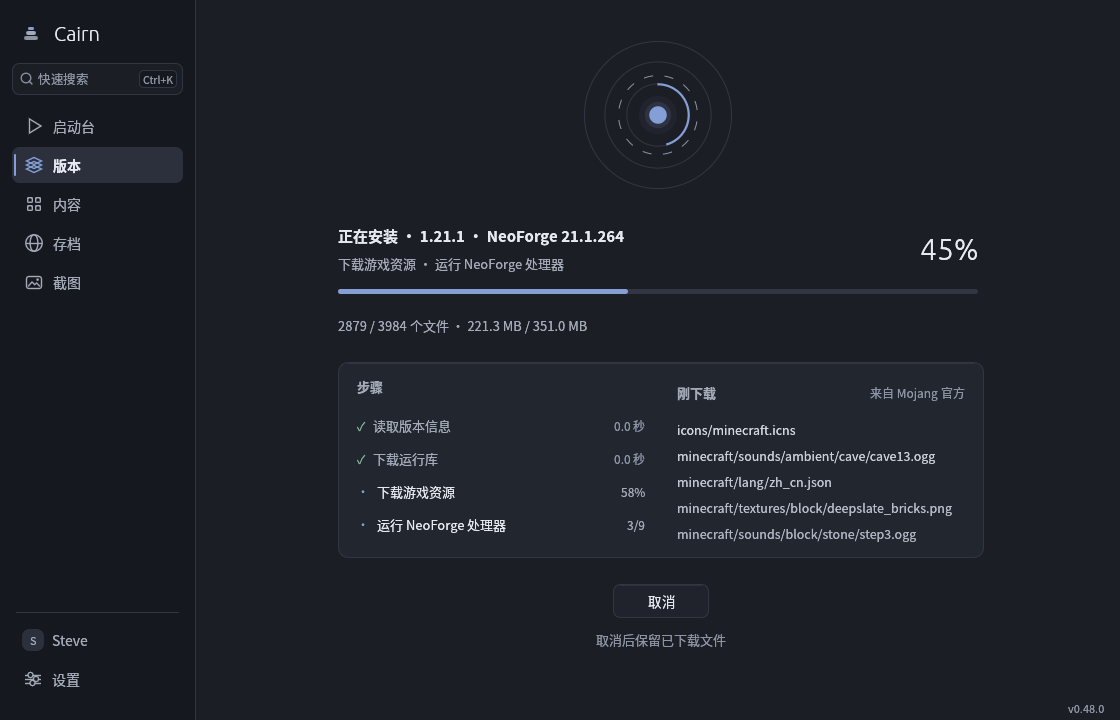 Cairn
快速搜索 Ctrl+K
启动台
版本
内容
存档
截图
S Steve
设置
正在安装 · 1.21.1 · NeoForge 21.1.264
下载游戏资源 · 运行 NeoForge 处理器
45%
2879 / 3984 个文件 · 221.3 MB / 351.0 MB
步骤
✓ 读取版本信息 0.0 秒
✓ 下载运行库 0.0 秒
· 下载游戏资源 58%
· 运行 NeoForge 处理器 3/9
刚下载 来自 Mojang 官方
icons/minecraft.icns
minecraft/sounds/ambient/cave/cave13.ogg
minecraft/lang/zh_cn.json
minecraft/textures/block/deepslate_bricks.png
minecraft/sounds/block/stone/step3.ogg
取消
取消后保留已下载文件
v0.48.0